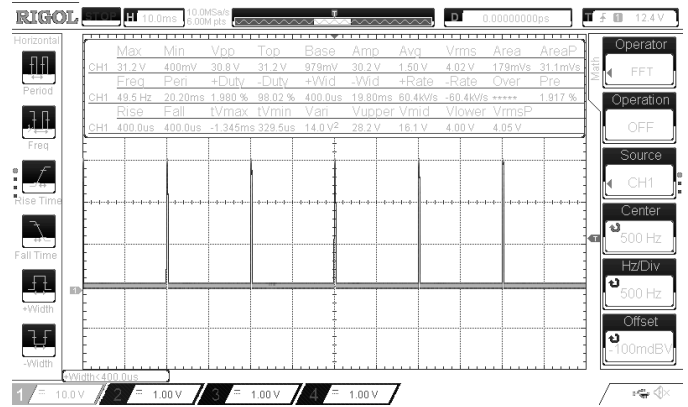 RIGOL STOP H 10.0ms 10.0MSa/s 6.00M pts T D 0.00000000ps T 1 12.4 V
Horizontal
Period
Freq
Rise Time
Fall Time
+Width
-Width
Max Min Vpp Top Base Amp Avg Vrms Area AreaP
CH1 31.2 V 400mV 30.8 V 31.2 V 979mV 30.2 V 1.50 V 4.02 V 179mVs 31.1mVs
Freq Peri +Duty -Duty +Wid -Wid +Rate -Rate Over Pre
CH1 49.5 Hz 20.20ms 1.980 % 98.02 % 400.0us 19.80ms 60.4kV/s -60.4kV/s ***** 1.917 %
Rise Fall tVmax tVmin Vari Vupper Vmid Vlower VrmsP
CH1 400.0us 400.0us -1.345ms 329.5us 14.0 V² 28.2 V 16.1 V 4.00 V 4.05 V
T
1
+Width<400.0us
Math
Operator
FFT
Operation
OFF
Source
CH1
Center
500 Hz
Hz/Div
500 Hz
Offset
-100mdBV
1 = 10.0 V 2 = 1.00 V 3 = 1.00 V 4 = 1.00 V